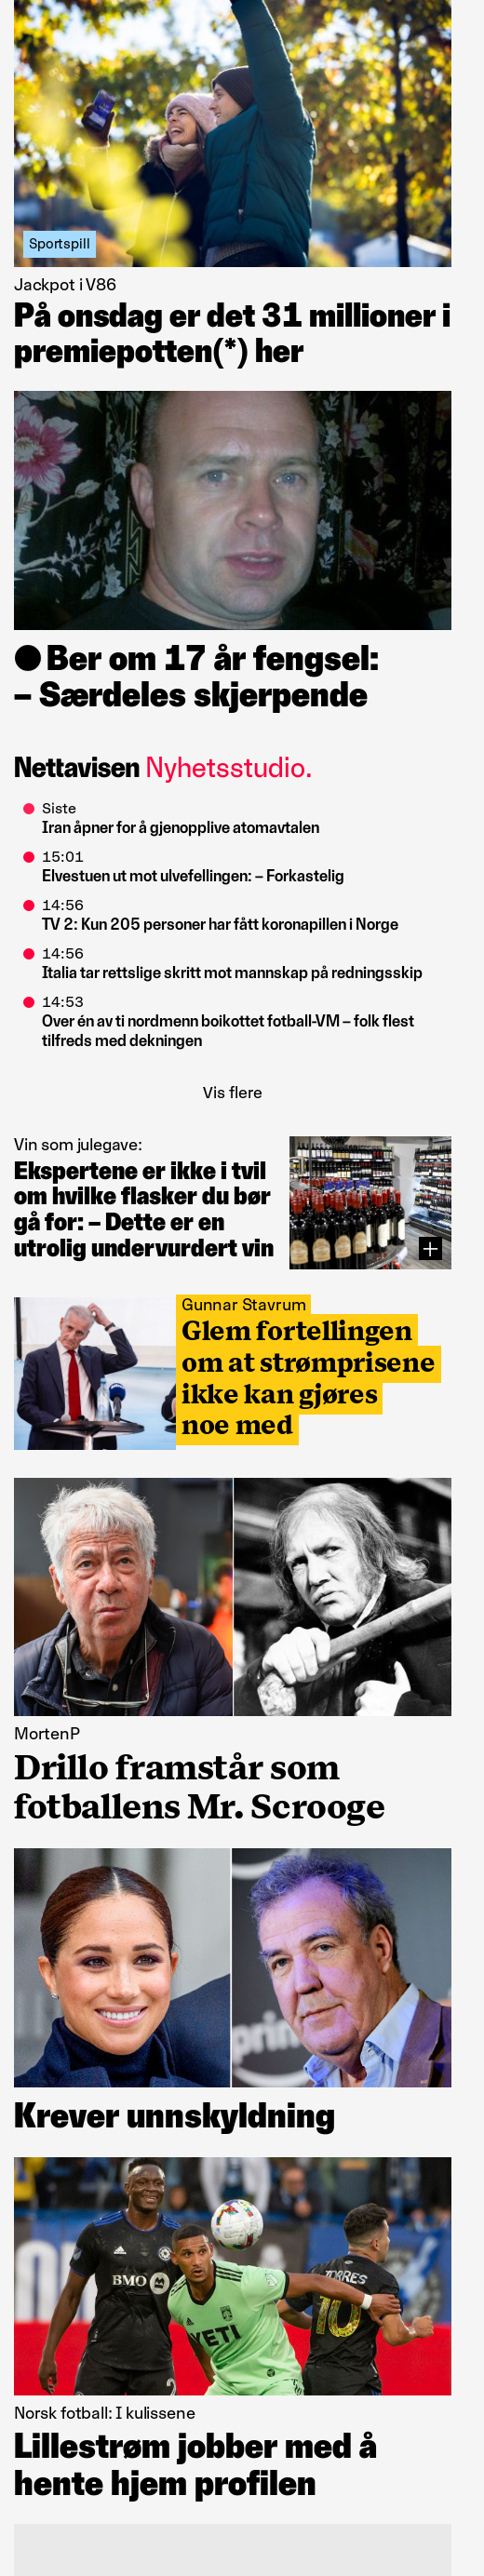 Sportspill
Jackpot i V86
På onsdag er det 31 millioner i
premiepotten(*) her
Ber om 17 år fengsel:
– Særdeles skjerpende
Nettavisen Nyhetsstudio.
Siste
Iran åpner for å gjenopplive atomavtalen
15:01
Elvestuen ut mot ulvefellingen: – Forkastelig
14:56
TV 2: Kun 205 personer har fått koronapillen i Norge
14:56
Italia tar rettslige skritt mot mannskap på redningsskip
14:53
Over én av ti nordmenn boikottet fotball-VM – folk flest
tilfreds med dekningen
Vis flere
Vin som julegave:
Ekspertene er ikke i tvil
om hvilke flasker du bør
gå for: – Dette er en
utrolig undervurdert vin
Gunnar Stavrum
Glem fortellingen
om at strømprisene
ikke kan gjøres
noe med
MortenP
Drillo framstår som
fotballens Mr. Scrooge
prim
Krever unnskyldning
BMO
YETI
TORRES
10
Norsk fotball: I kulissene
Lillestrøm jobber med å
hente hjem profilen